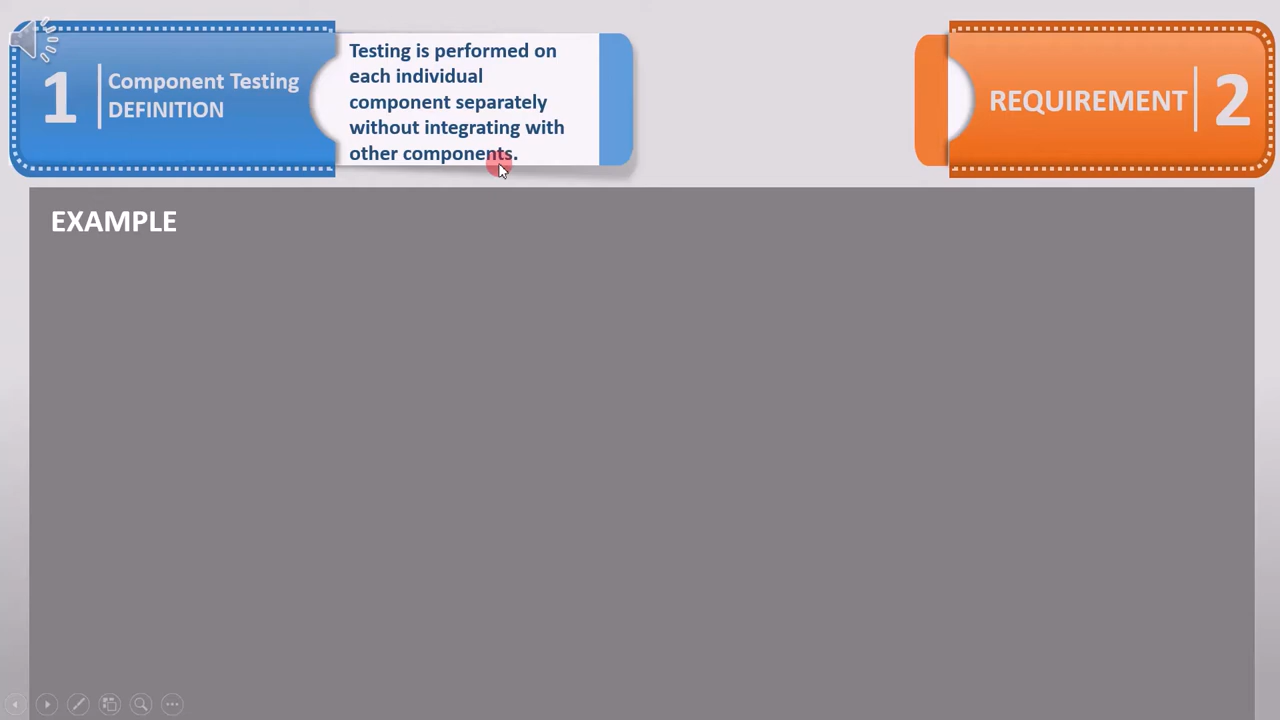 1
Component Testing
DEFINITION
Testing is performed on
each individual
component separately
without integrating with
other components.
REQUIREMENT
2
EXAMPLE